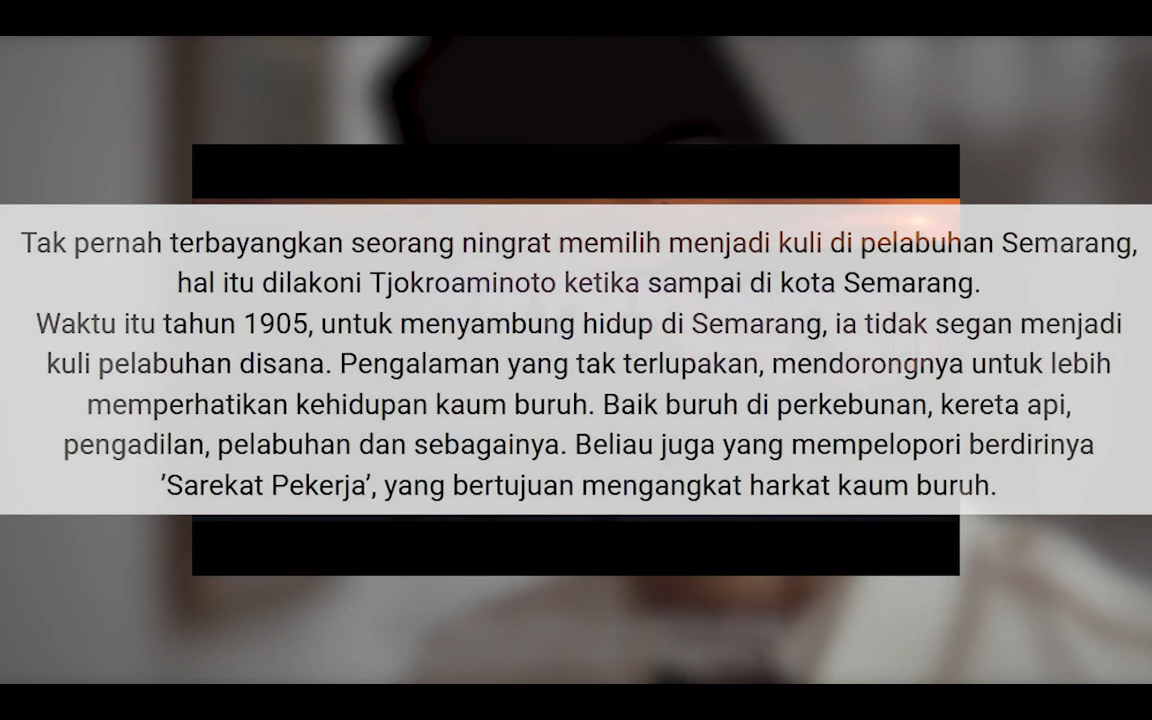 Tak pernah terbayangkan seorang ningrat memilih menjadi kuli di pelabuhan Semarang,
hal itu dilakoni Tjokroaminoto ketika sampai di kota Semarang.
Waktu itu tahun 1905, untuk menyambung hidup di Semarang, ia tidak segan menjadi
kuli pelabuhan disana. Pengalaman yang tak terlupakan, mendorongnya untuk lebih
memperhatikan kehidupan kaum buruh. Baik buruh di perkebunan, kereta api,
pengadilan, pelabuhan dan sebagainya. Beliau juga yang mempelopori berdirinya
’Sarekat Pekerja’, yang bertujuan mengangkat harkat kaum buruh.